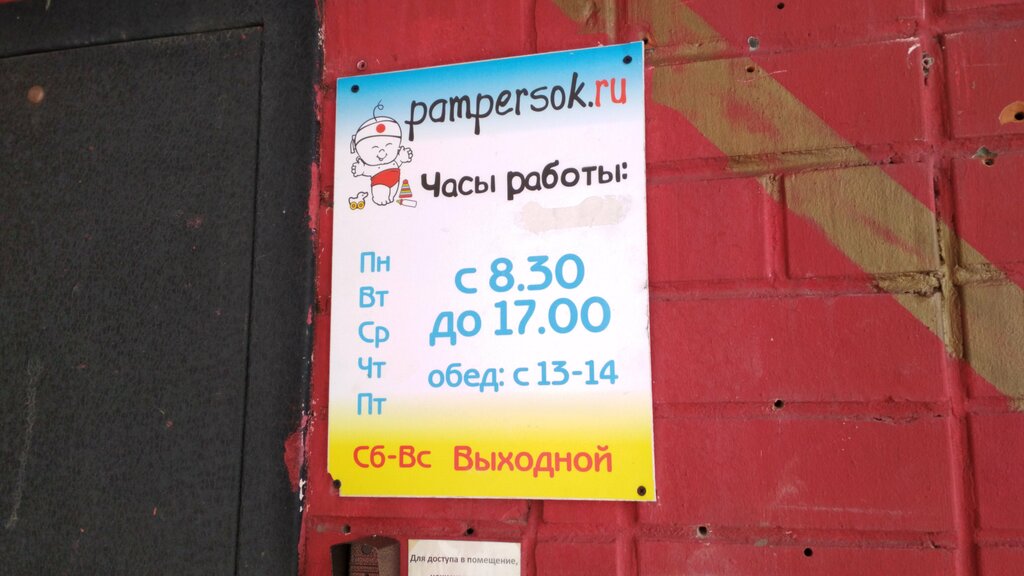 pampersok.ru
Часы работы:
Пн
Вт
Ср
Чт
Пт
с 8.30
до 17.00
обед: с 13-14
Сб-Вс Выходной
Для доступа в помещение,